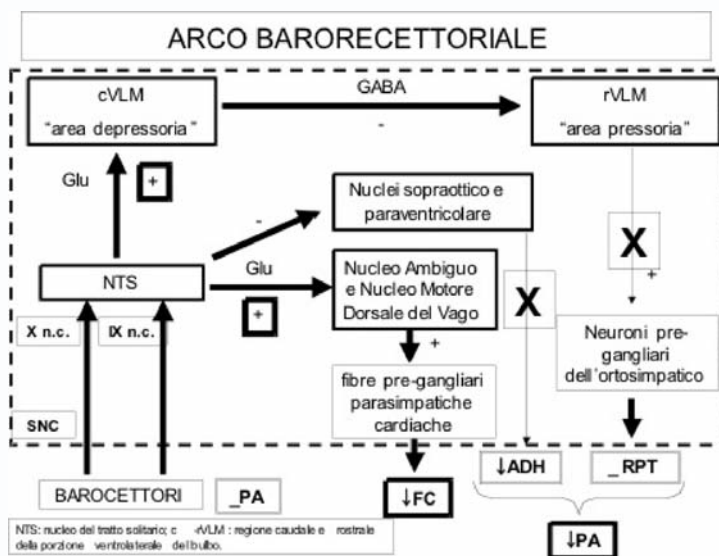 ARCO BARORECETTORIALE
cVLM
"area depressoria"
GABA
-
rVLM
"area pressoria"
Glu
+
Nuclei sopraottico e
paraventricolare
-
X
+
NTS
Glu
+
Nucleo Ambiguo
e Nucleo Motore
Dorsale del Vago
X
X n.c.
IX n.c.
+
Neuroni pre-
gangliari
dell'ortosimpatico
fibre pre-gangliari
parasimpatiche
cardiache
SNC
BAROCETTORI
_PA
↓FC
↓ADH
_RPT
↓PA
NTS: nucleo del tratto solitario; c -rVLM : regione caudale e rostrale
della porzione ventrolaterale del bulbo.